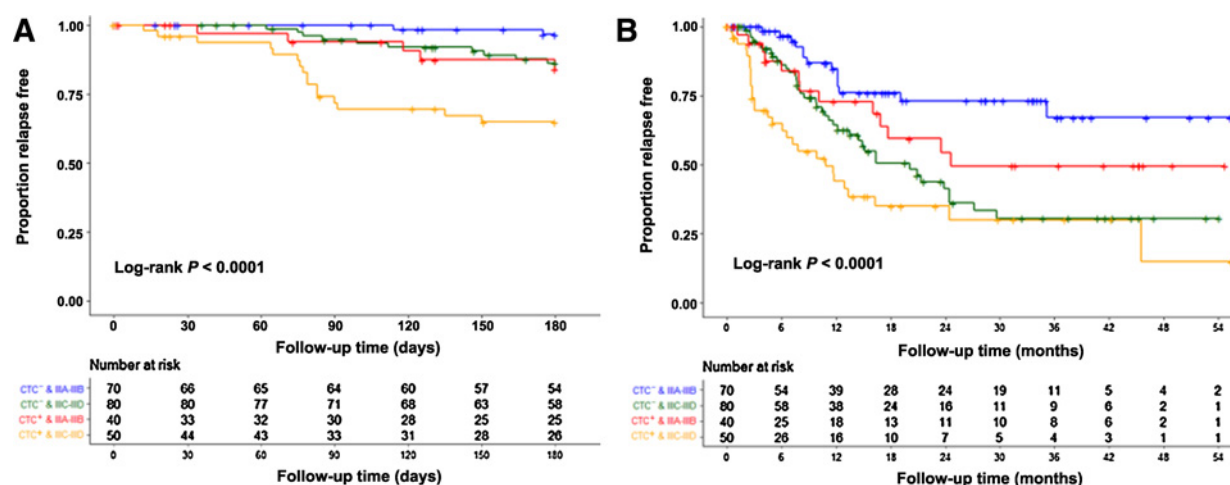 A
1.00
0.75
0.50
0.25
0.00
Proportion relapse free
Log-rank P < 0.0001
0 30 60 90 120 150 180
Follow-up time (days)
Number at risk
CTC⁻ & IIIA-IIIB 70 66 65 64 60 57 54
CTC⁻ & IIIC-IIID 80 80 77 71 68 63 58
CTC⁺ & IIIA-IIIB 40 33 32 30 28 25 25
CTC⁺ & IIIC-IIID 50 44 43 33 31 28 26
0 30 60 90 120 150 180
Follow-up time (days)
B
1.00
0.75
0.50
0.25
0.00
Proportion relapse free
Log-rank P < 0.0001
0 6 12 18 24 30 36 42 48 54
Follow-up time (months)
Number at risk
CTC⁻ & IIIA-IIIB 70 54 39 28 24 19 11 5 4 2
CTC⁻ & IIIC-IIID 80 58 38 24 16 11 9 6 2 1
CTC⁺ & IIIA-IIIB 40 25 18 13 11 10 8 6 2 1
CTC⁺ & IIIC-IIID 50 26 16 10 7 5 4 3 1 1
0 6 12 18 24 30 36 42 48 54
Follow-up time (months)